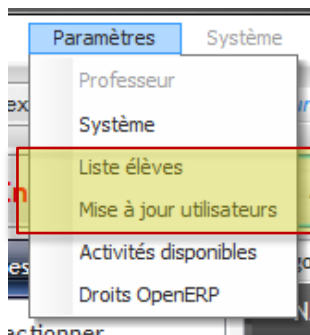 Paramètres Système
Professeur
Système
Liste élèves
Mise à jour utilisateurs
Activités disponibles
Droits OpenERP